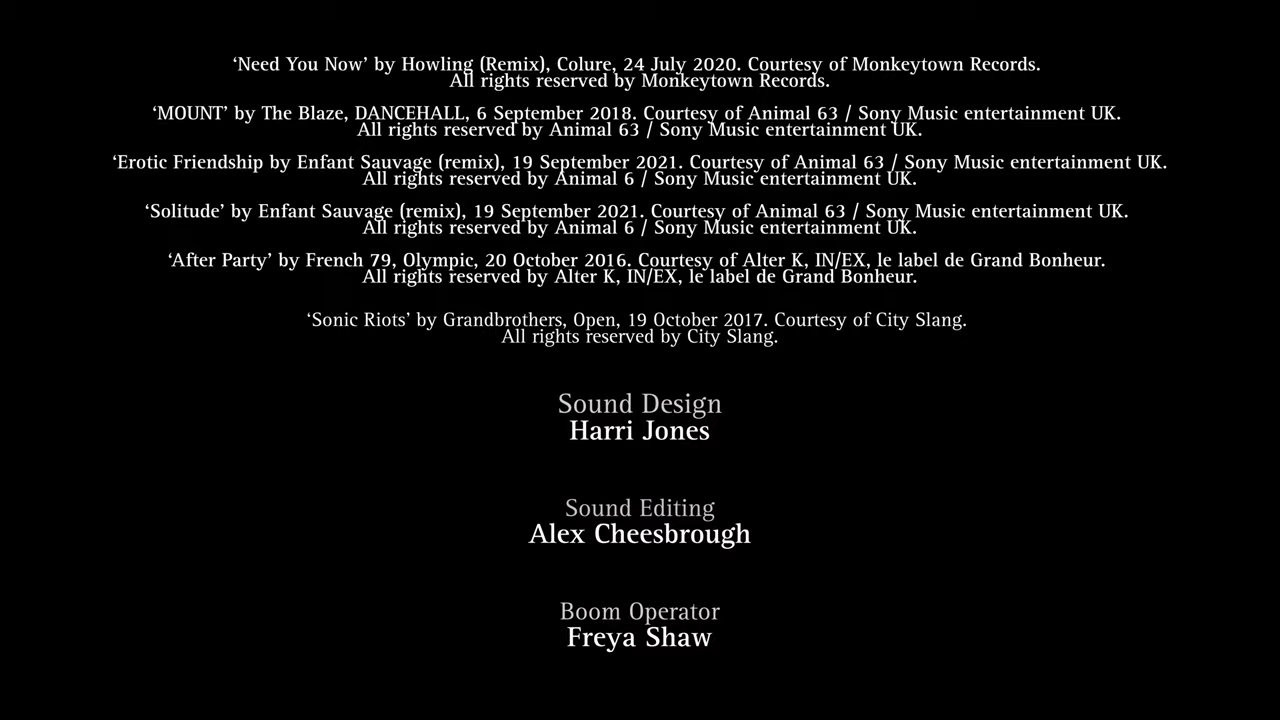 ‘Need You Now’ by Howling (Remix), Colure, 24 July 2020. Courtesy of Monkeytown Records.
All rights reserved by Monkeytown Records.
‘MOUNT’ by The Blaze, DANCEHALL, 6 September 2018. Courtesy of Animal 63 / Sony Music entertainment UK.
All rights reserved by Animal 63 / Sony Music entertainment UK.
‘Erotic Friendship by Enfant Sauvage (remix), 19 September 2021. Courtesy of Animal 63 / Sony Music entertainment UK.
All rights reserved by Animal 6 / Sony Music entertainment UK.
‘Solitude’ by Enfant Sauvage (remix), 19 September 2021. Courtesy of Animal 63 / Sony Music entertainment UK.
All rights reserved by Animal 6 / Sony Music entertainment UK.
‘After Party’ by French 79, Olympic, 20 October 2016. Courtesy of Alter K, IN/EX, le label de Grand Bonheur.
All rights reserved by Alter K, IN/EX, le label de Grand Bonheur.
‘Sonic Riots’ by Grandbrothers, Open, 19 October 2017. Courtesy of City Slang.
All rights reserved by City Slang.
Sound Design
Harri Jones
Sound Editing
Alex Cheesbrough
Boom Operator
Freya Shaw